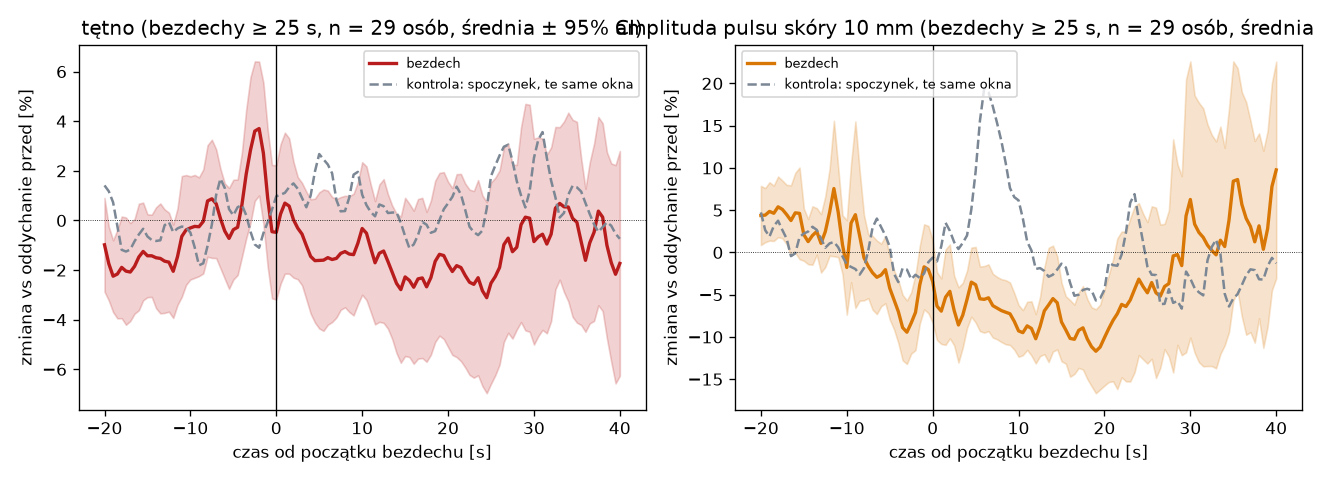 tętno (bezdechy ≥ 25 s, n = 29 osób, średnia ± 95% CI)
amplituda pulsu skóry 10 mm (bezdechy ≥ 25 s, n = 29 osób, średnia
bezdech
kontrola: spoczynek, te same okna
bezdech
kontrola: spoczynek, te same okna
zmiana vs oddychanie przed [%]
6
4
2
0
−2
−4
−6
−20
−10
0
10
20
30
40
czas od początku bezdechu [s]
zmiana vs oddychanie przed [%]
20
15
10
5
0
−5
−10
−15
−20
−10
0
10
20
30
40
czas od początku bezdechu [s]